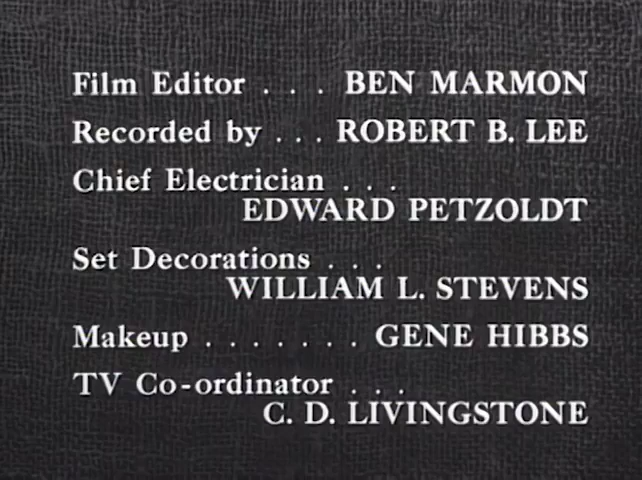 Film Editor . . . BEN MARMON
Recorded by . . . ROBERT B. LEE
Chief Electrician . . .
EDWARD PETZOLDT
Set Decorations . . .
WILLIAM L. STEVENS
Makeup . . . . . . . GENE HIBBS
TV Co-ordinator . . .
C. D. LIVINGSTONE